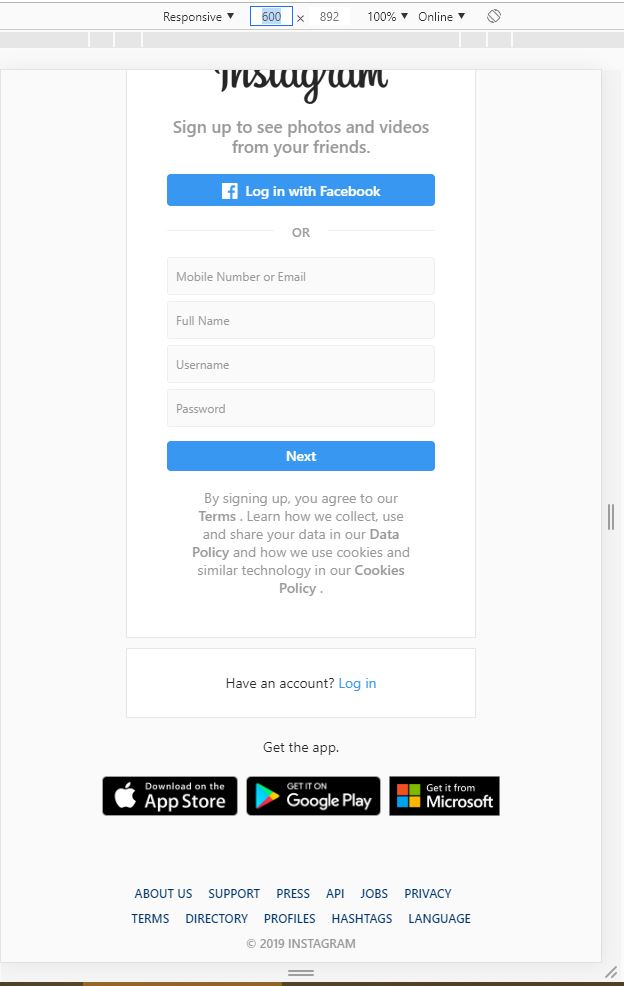 Responsive ▼ 600 × 892 100% ▼ Online ▼
Instagram
Sign up to see photos and videos
from your friends.
Log in with Facebook
OR
Mobile Number or Email
Full Name
Username
Password
Next
By signing up, you agree to our
Terms . Learn how we collect, use
and share your data in our Data
Policy and how we use cookies and
similar technology in our Cookies
Policy .
Have an account? Log in
Get the app.
Download on the
App Store
GET IT ON
Google Play
Get it from
Microsoft
ABOUT US SUPPORT PRESS API JOBS PRIVACY
TERMS DIRECTORY PROFILES HASHTAGS LANGUAGE
© 2019 INSTAGRAM